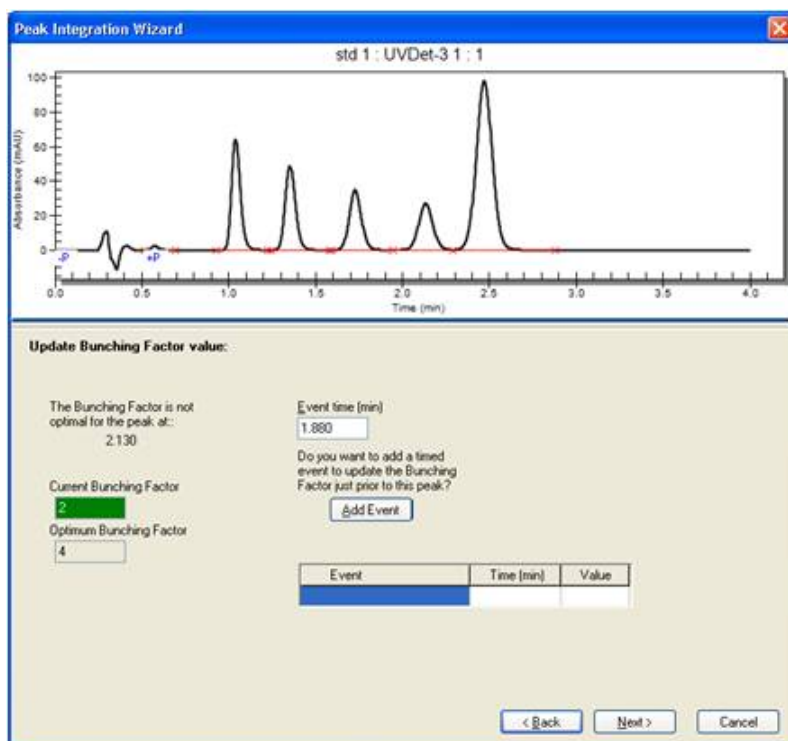 Peak Integration Wizard
std 1 : UVDet-3 1 : 1
Absorbance (mAU)
100
80
60
40
20
0
-P
+P
0.0 0.5 1.0 1.5 2.0 2.5 3.0 3.5 4.0
Time (min)
Update Bunching Factor value:
The Bunching Factor is not
optimal for the peak at::
2.130
Current Bunching Factor
2
Optimum Bunching Factor
4
Event time (min)
1.880
Do you want to add a timed
event to update the Bunching
Factor just prior to this peak?
Add Event
Event Time (min) Value
< Back Next > Cancel